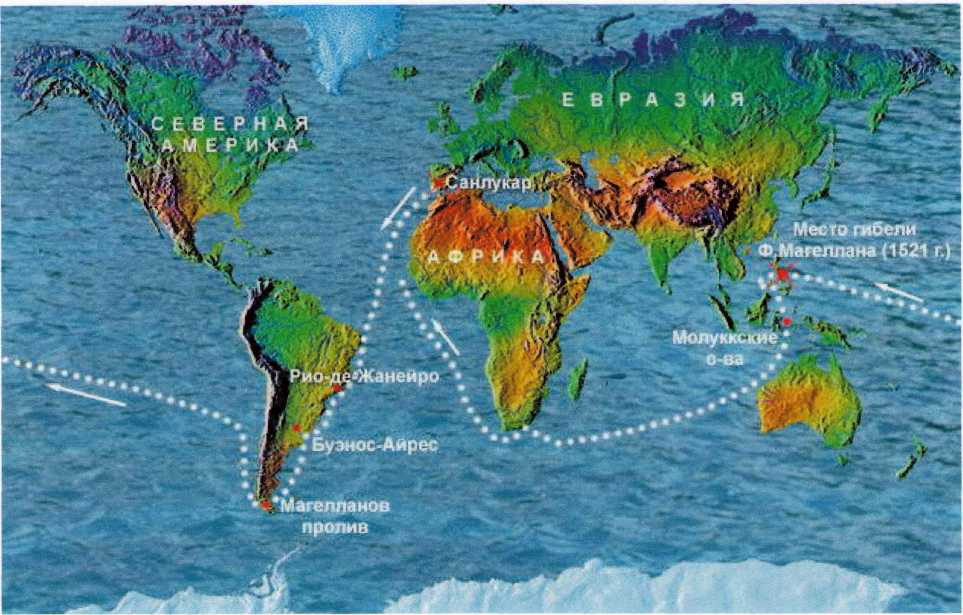 ЕВРАЗИЯ
СЕВЕРНАЯ
АМЕРИКА
Санлукар
Место гибели
Ф.Магеллана (1521 г.)
АФРИКА
Молуккские
о-ва
Рио-де-Жанейро
Буэнос-Айрес
Магелланов
пролив